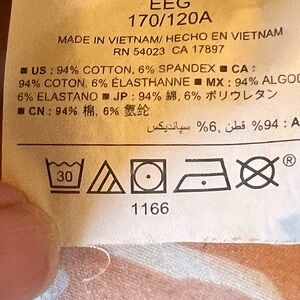 EEG
170/120A
MADE IN VIETNAM/ HECHO EN VIETNAM
RN 54023 CA 17897
■ US : 94% COTTON, 6% SPANDEX ■ CA :
94% COTON, 6% ÉLASTHANNE ■ MX : 94% ALGOD
6% ELASTANO ■ JP : 94% 綿, 6% ポリウレタン
■ CN : 94% 棉, 6% 氨纶
A : 94% قطن ,6% سپاندیکس
30
®
1166